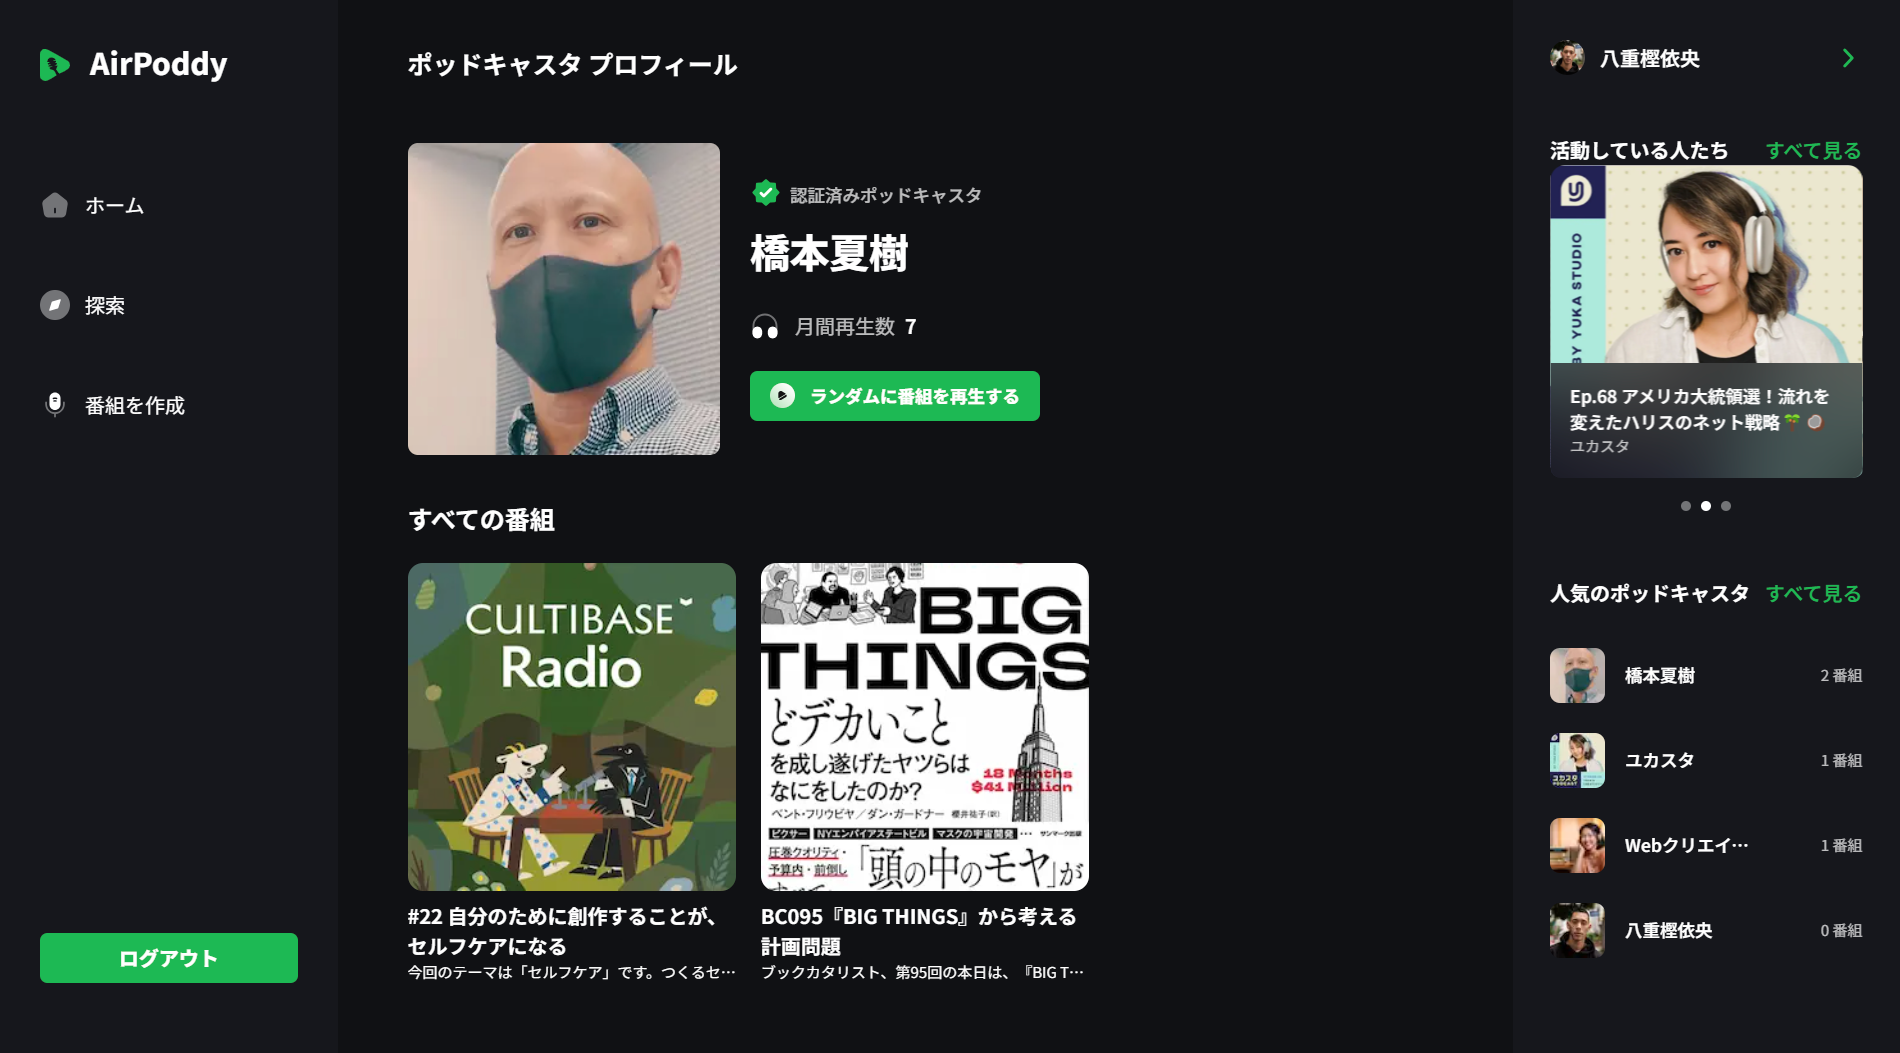 AirPoddy
ホーム
探索
番組を作成
ログアウト
ポッドキャスタ プロフィール
認証済みポッドキャスタ
橋本夏樹
月間再生数 7
ランダムに番組を再生する
すべての番組
CULTIBASE
Radio
#22 自分のために創作することが、
セルフケアになる
今回のテーマは「セルフケア」です。つくるセ…
BIG
THINGS
どデカいこと
を成し遂げたヤツらは
なにをしたのか?
18 Months
$41 Million
ベント・フリウビヤ/ダン・ガードナー 櫻井祐子(訳)
ピクサー NYエンパイアステートビル マスクの宇宙開発 … サンマーク出版
圧巻クオリティ・
予算内・前倒し
「頭の中のモヤ」が
BC095『BIG THINGS』から考える
計画問題
ブックカタリスト、第95回の本日は、『BIG T…
八重樫依央
活動している人たち すべて見る
BY YUKA STUDIO
Ep.68 アメリカ大統領選!流れを
変えたハリスのネット戦略🌴🥥
ユカスタ
人気のポッドキャスタ すべて見る
橋本夏樹 2 番組
ユカスタ
PODCAST
ユカスタ 1 番組
Webクリエイ… 1 番組
八重樫依央 0 番組